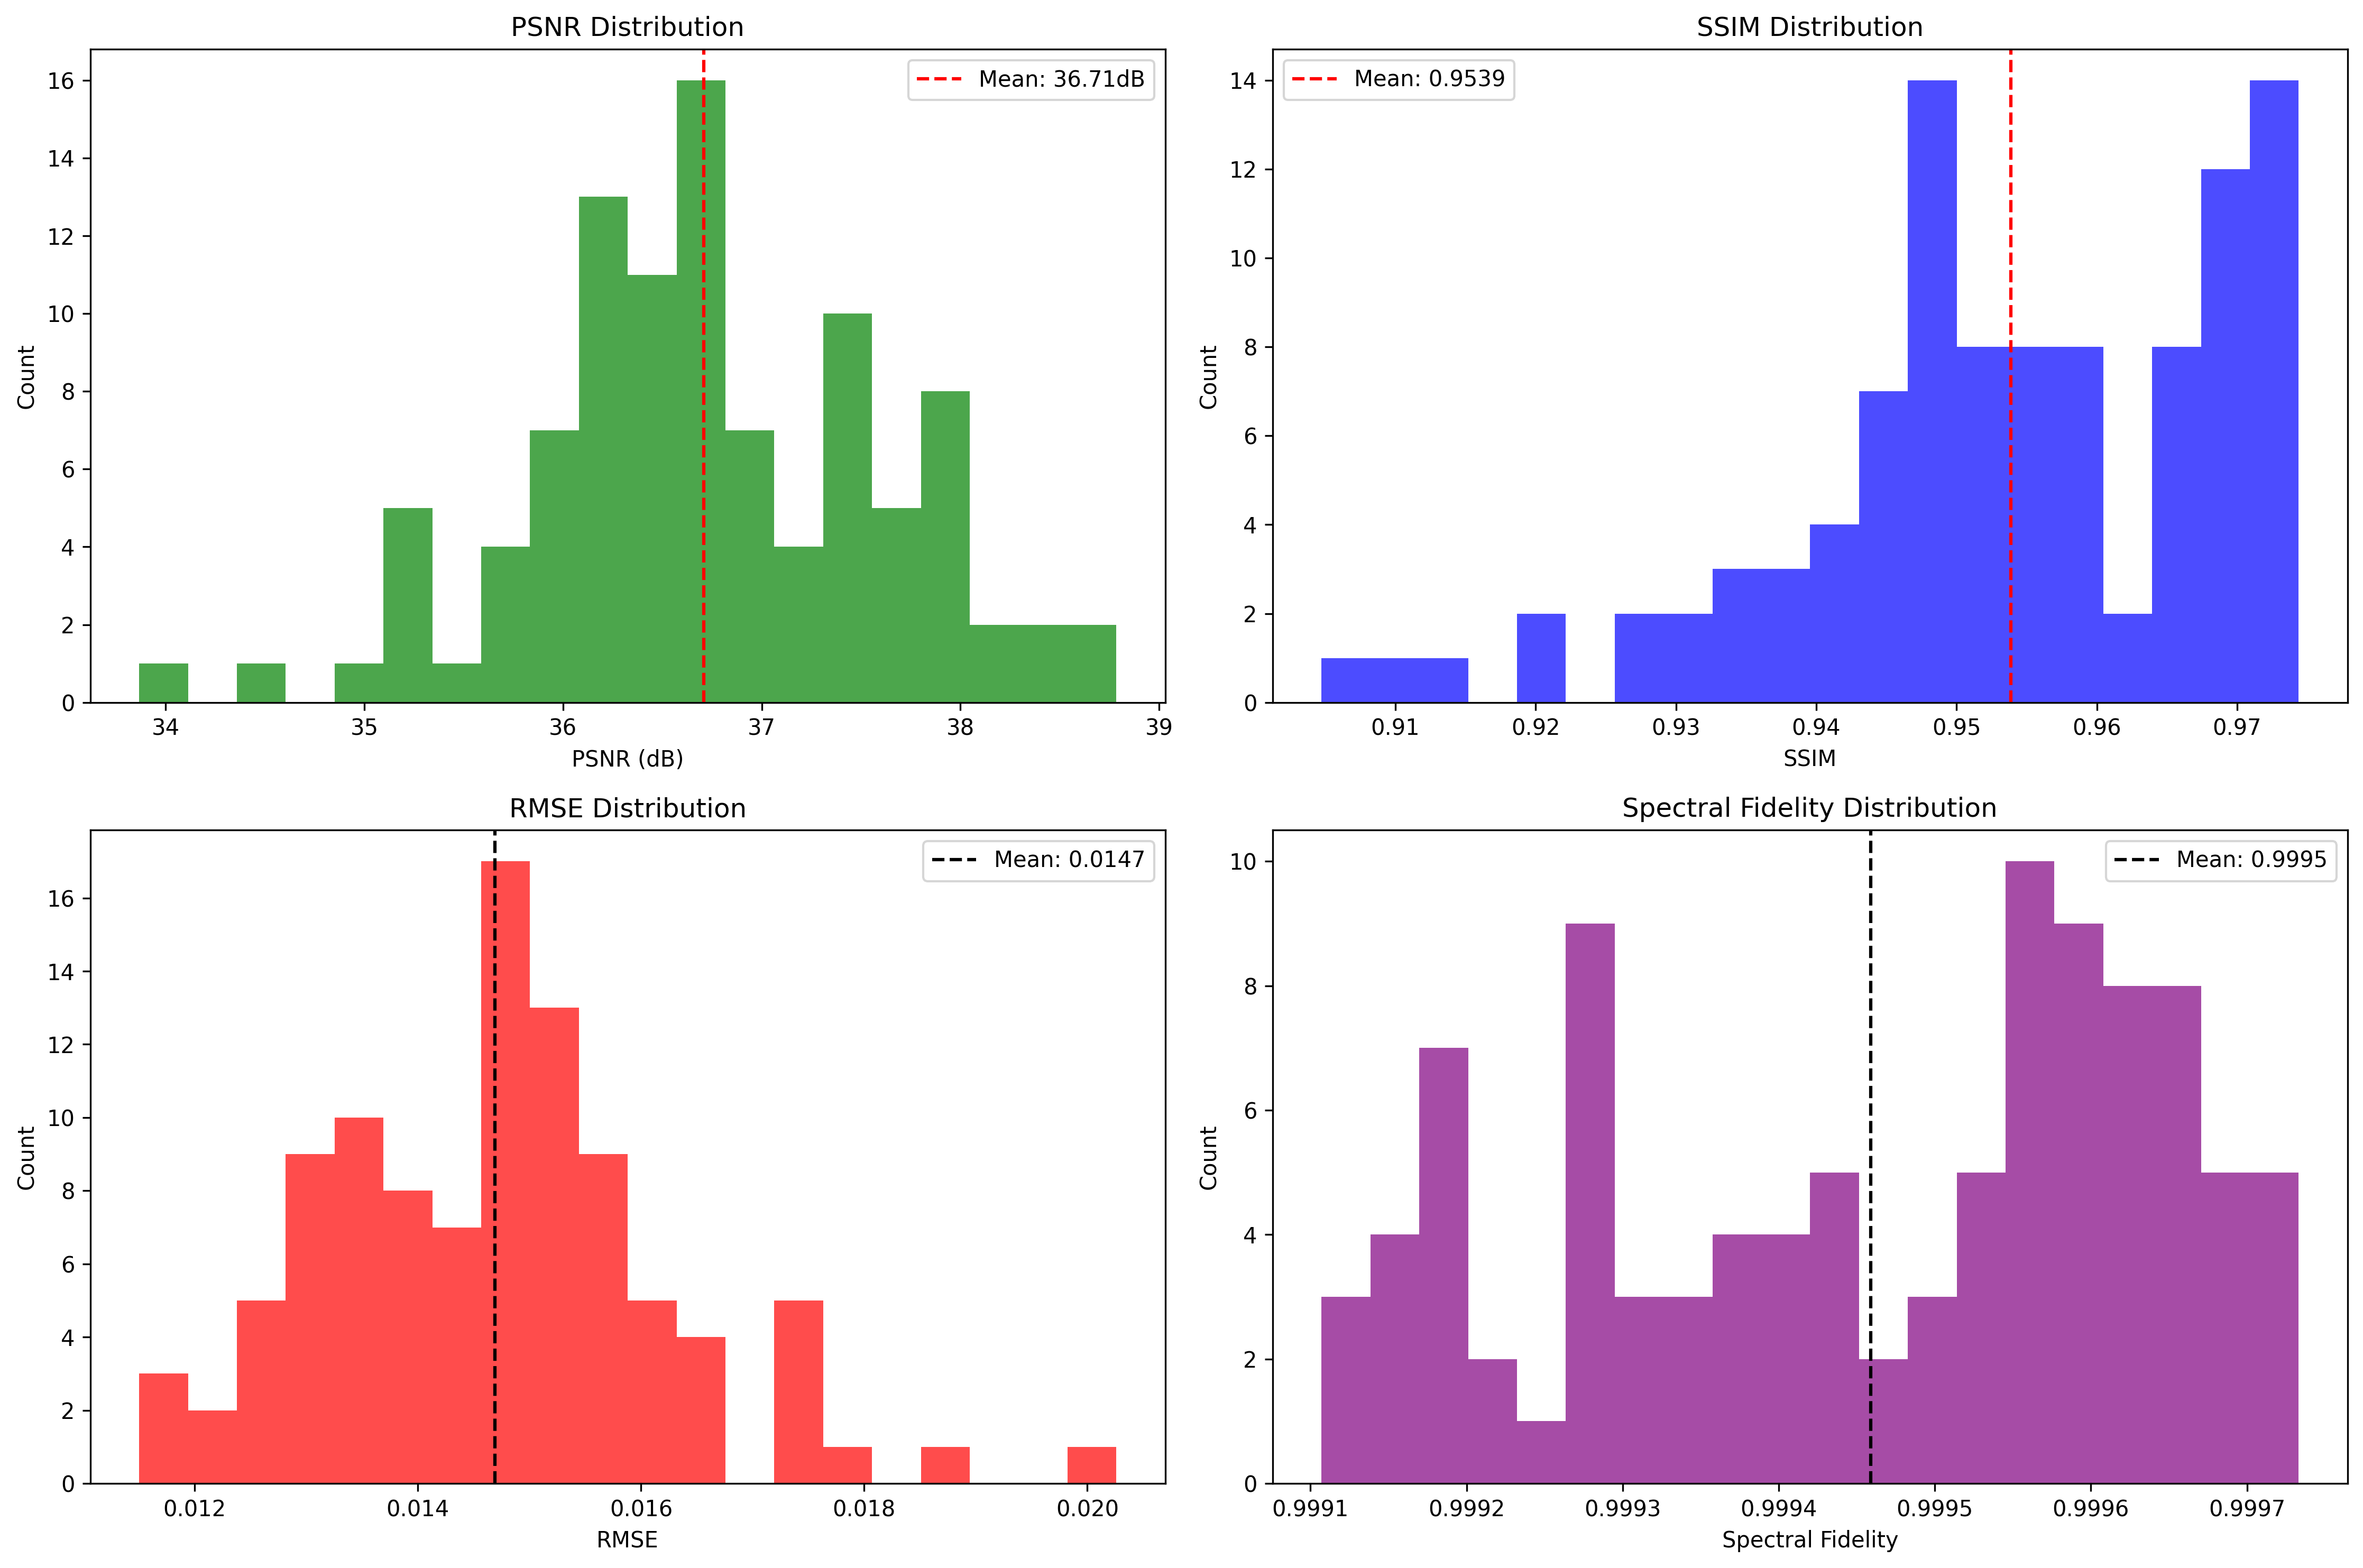 PSNR Distribution
Mean: 36.71dB
Count
16
14
12
10
8
6
4
2
0
34 35 36 37 38 39
PSNR (dB)
SSIM Distribution
Mean: 0.9539
Count
14
12
10
8
6
4
2
0
0.91 0.92 0.93 0.94 0.95 0.96 0.97
SSIM
RMSE Distribution
Mean: 0.0147
Count
16
14
12
10
8
6
4
2
0
0.012 0.014 0.016 0.018 0.020
RMSE
Spectral Fidelity Distribution
Mean: 0.9995
Count
10
8
6
4
2
0
0.9991 0.9992 0.9993 0.9994 0.9995 0.9996 0.9997
Spectral Fidelity